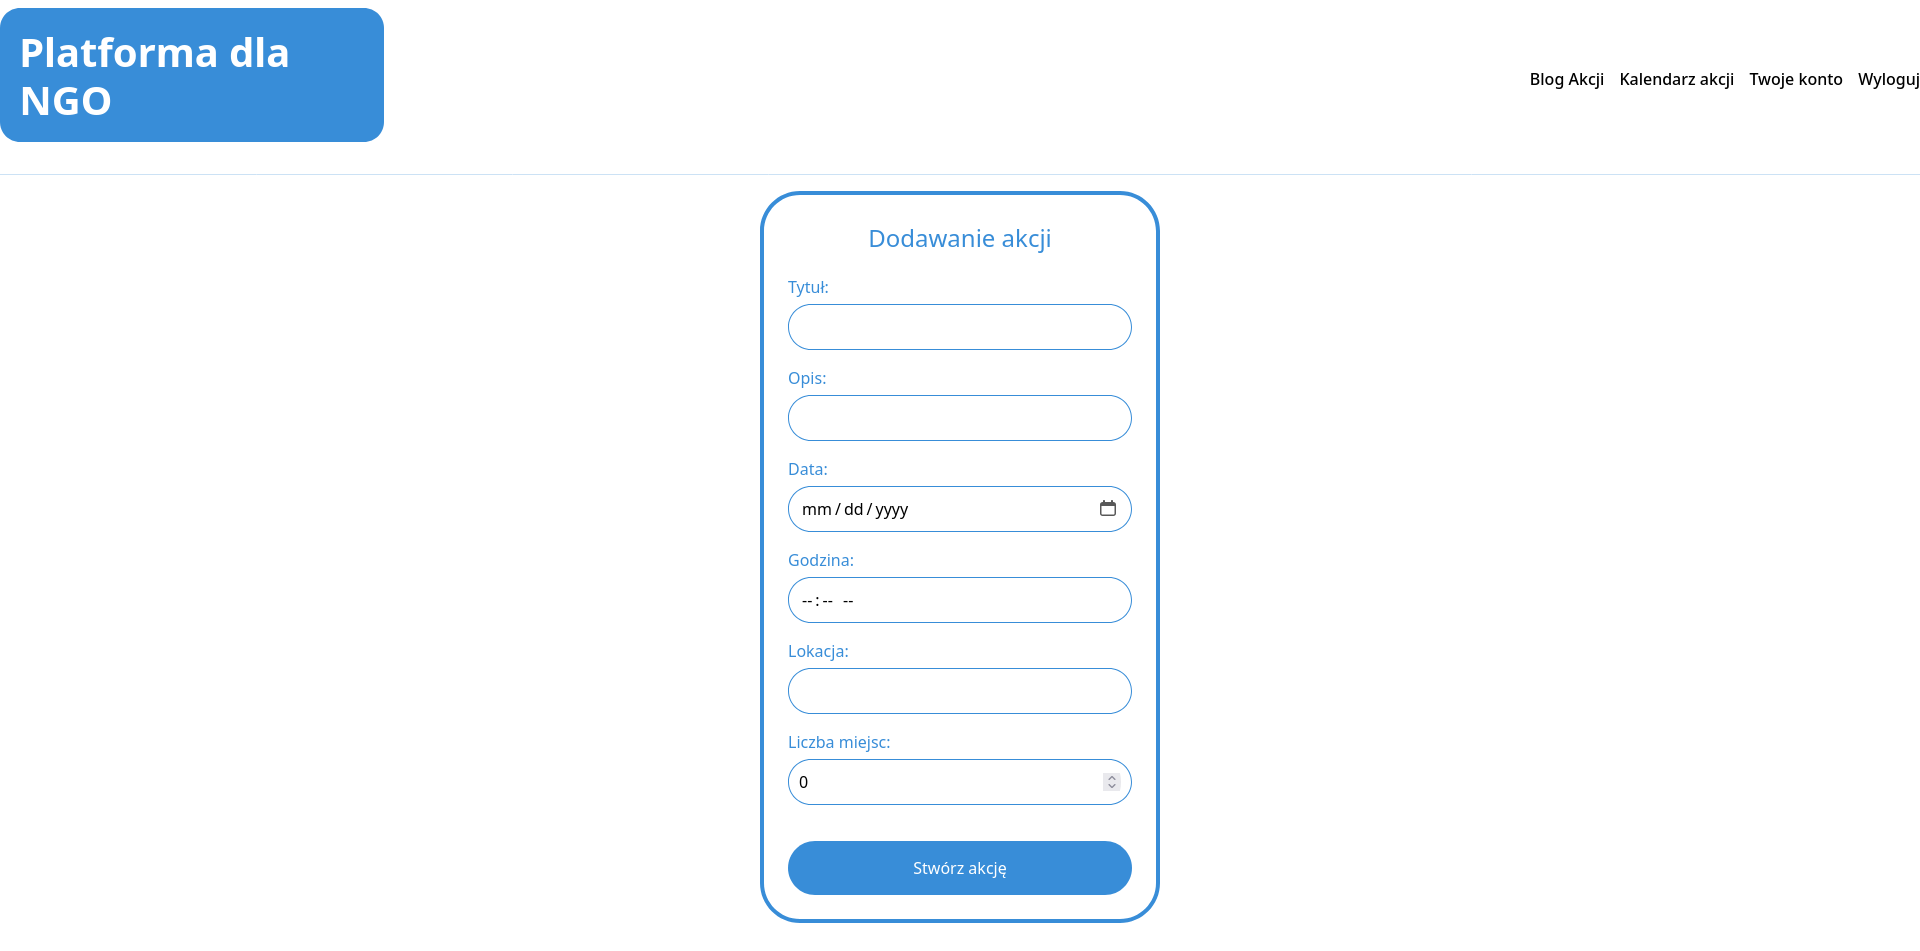 Platforma dla
NGO
Blog Akcji Kalendarz akcji Twoje konto Wyloguj
Dodawanie akcji
Tytuł:
Opis:
Data:
mm/dd/yyyy
Godzina:
--:-- --
Lokacja:
Liczba miejsc:
0
Stwórz akcję